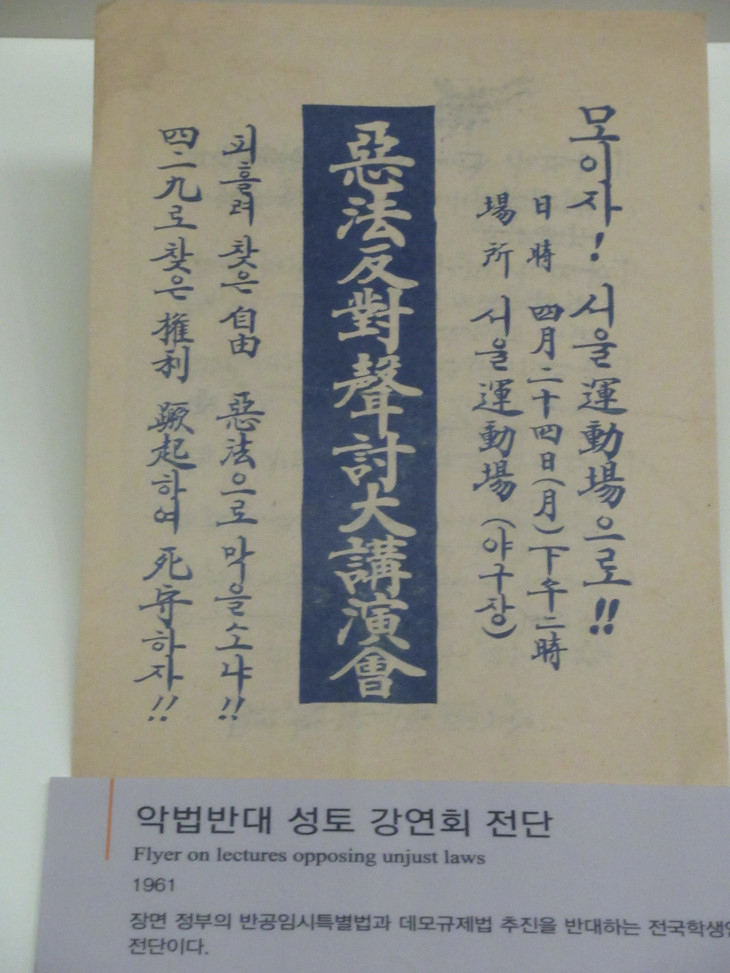 모이자! 서울運動場으로!!
日時 四月二十四日(月)下午二時
場所 서울運動場 (야구장)
惡法反對聲討大講演會
피흘려 찾은 自由 惡法으로 막을소냐!!
四一九로 찾은 權利 蹶起하여 死守하자!!
악법반대 성토 강연회 전단
Flyer on lectures opposing unjust laws
1961
장면 정부의 반공임시특별법과 데모규제법 추진을 반대하는 전국학생
전단이다.